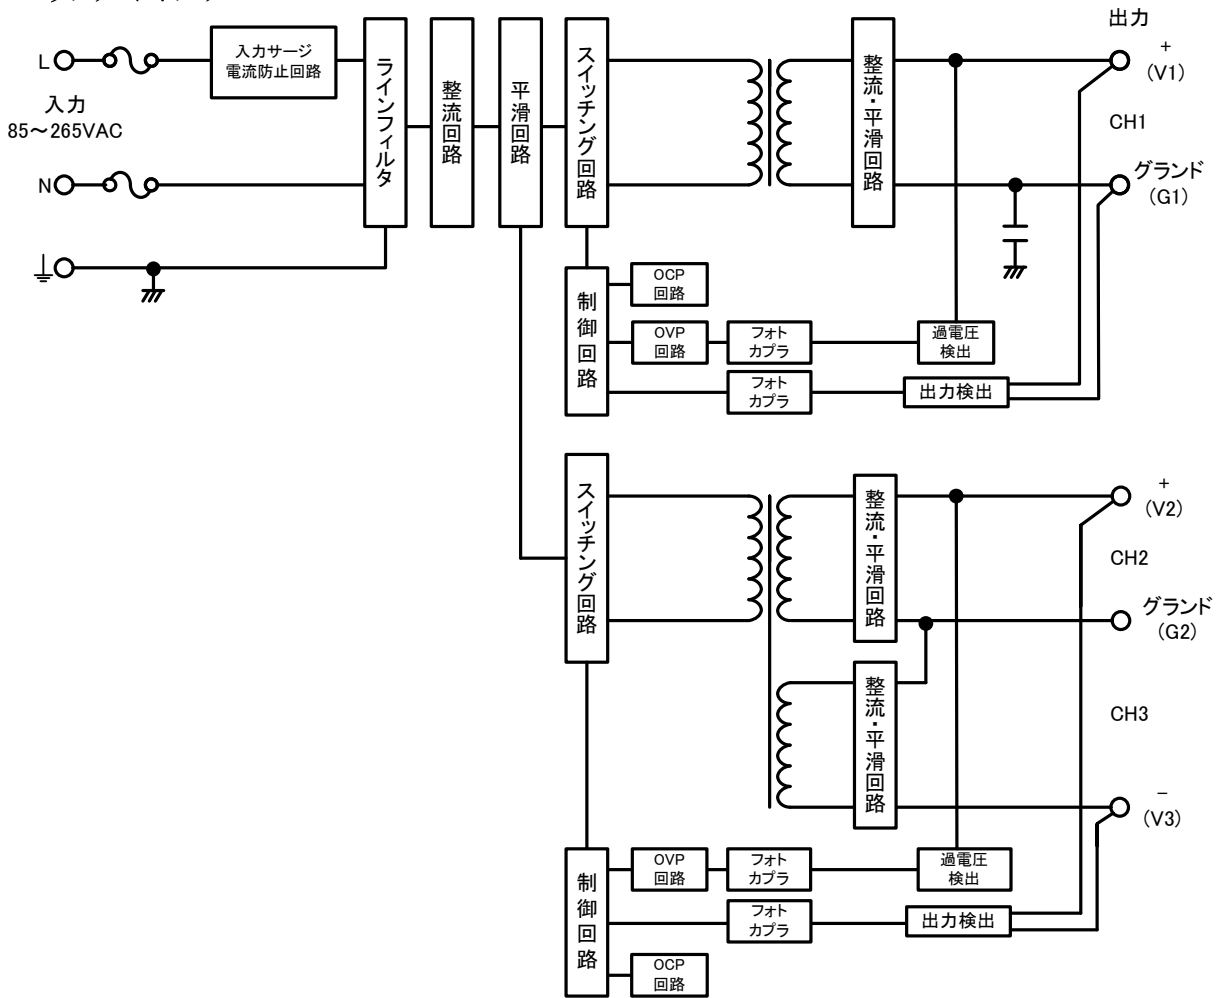 出力
L
入力サージ
電流防止回路
入力
85～265VAC
N
ラインフィルタ
整流回路
平滑回路
スイッチング回路
整流・平滑回路
+
(V1)
CH1
グランド
(G1)
制御回路
OCP
回路
OVP
回路
フォト
カプラ
過電圧
検出
フォト
カプラ
出力検出
スイッチング回路
整流・平滑回路
+
(V2)
CH2
グランド
(G2)
整流・平滑回路
CH3
−
(V3)
制御回路
OVP
回路
フォト
カプラ
過電圧
検出
フォト
カプラ
出力検出
OCP
回路